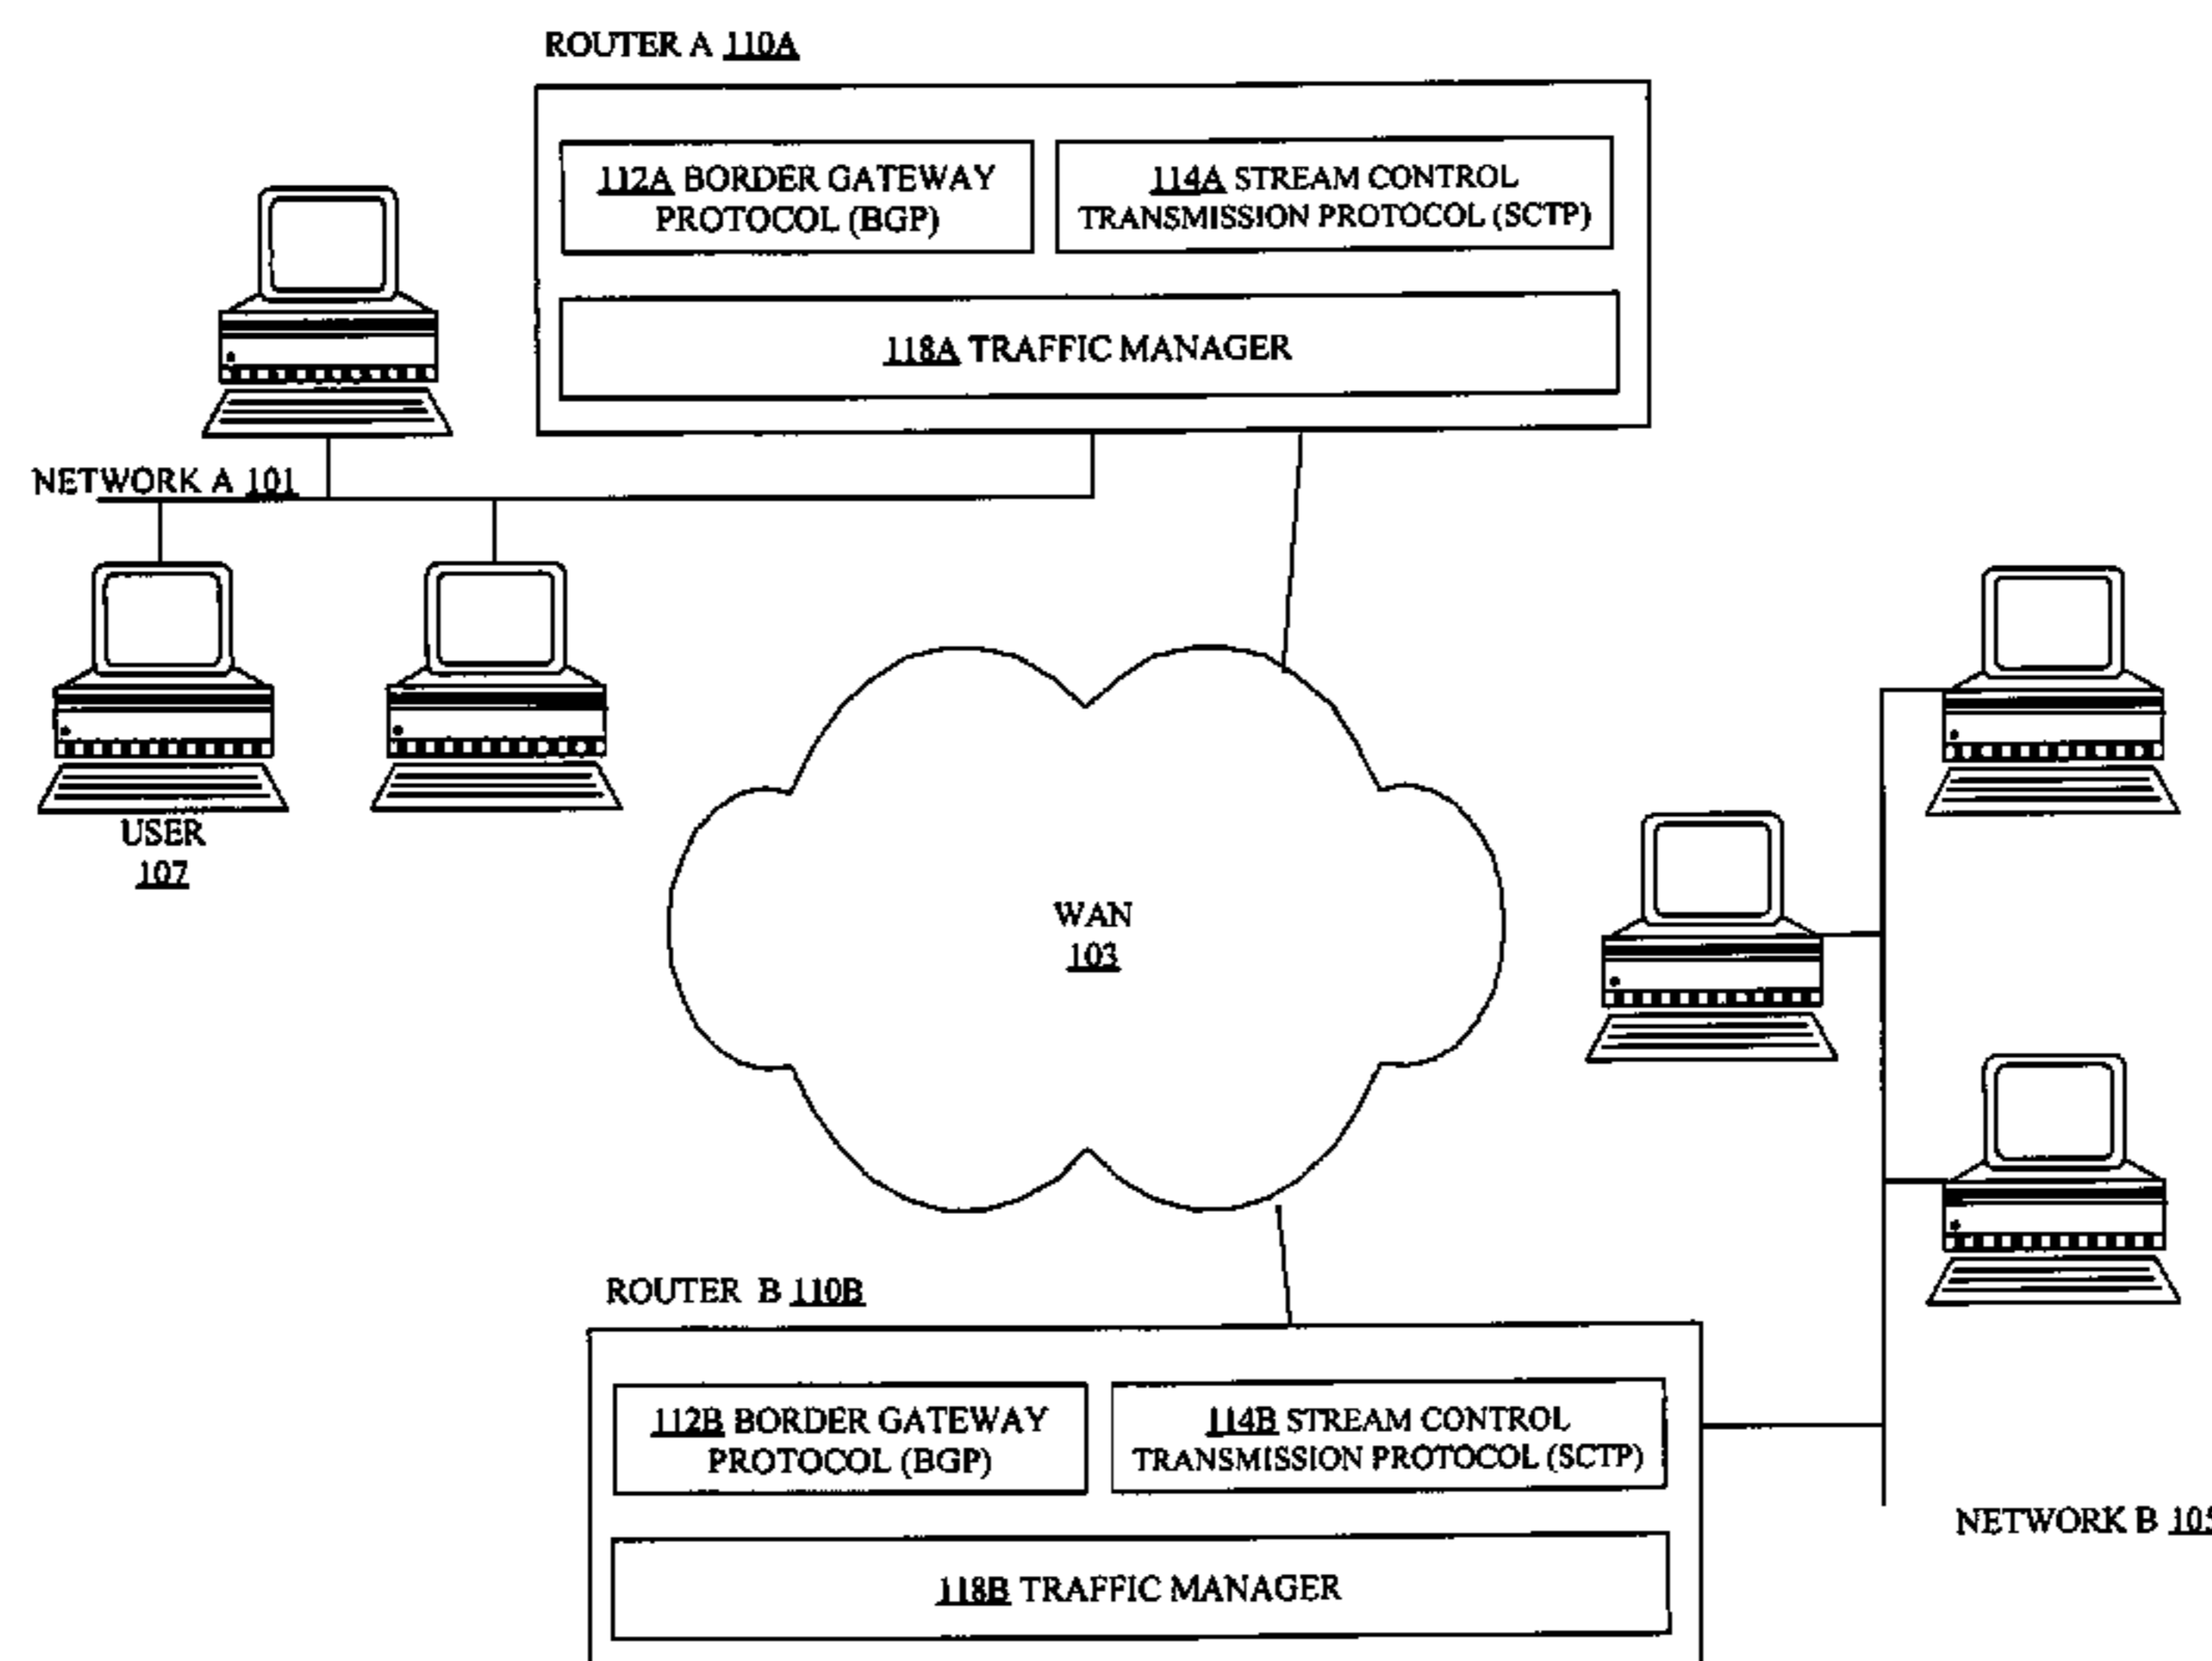 ROUTER A 110A
112A BORDER GATEWAY
PROTOCOL (BGP)
114A STREAM CONTROL
TRANSMISSION PROTOCOL (SCTP)
118A TRAFFIC MANAGER
NETWORK A 101
USER
107
WAN
103
ROUTER B 110B
112B BORDER GATEWAY
PROTOCOL (BGP)
114B STREAM CONTROL
TRANSMISSION PROTOCOL (SCTP)
118B TRAFFIC MANAGER
NETWORK B 105